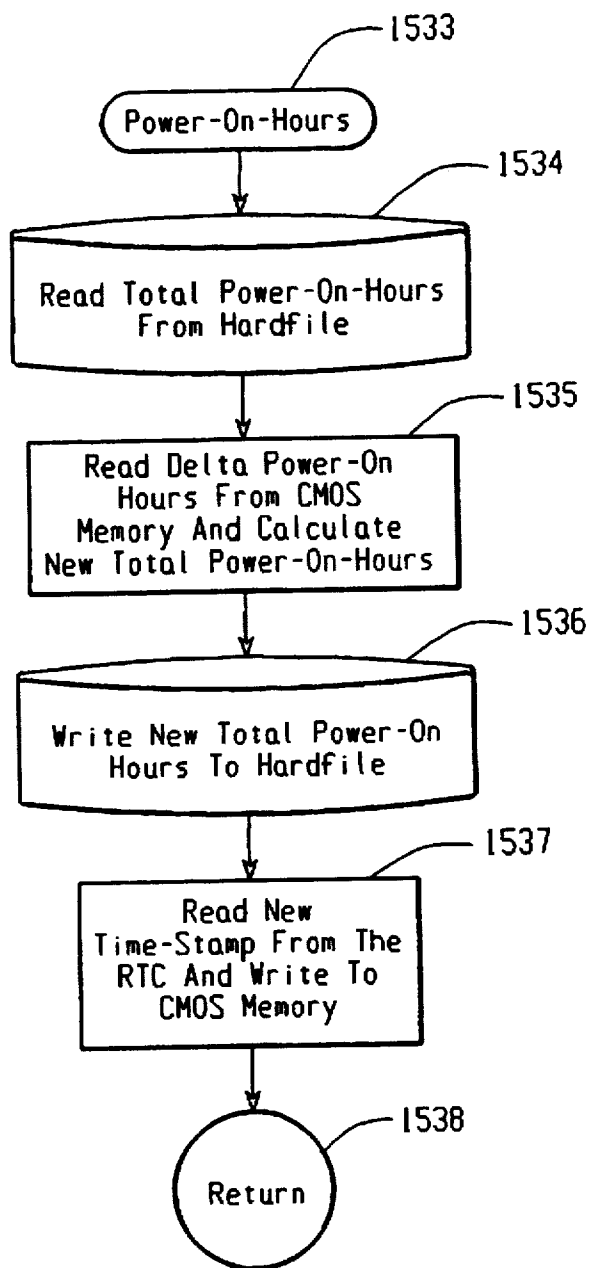 1533
Power-On-Hours
1534
Read Total Power-On-Hours
From Hardfile
1535
Read Delta Power-On
Hours From CMOS
Memory And Calculate
New Total Power-On-Hours
1536
Write New Total Power-On
Hours To Hardfile
1537
Read New
Time-Stamp From The
RTC And Write To
CMOS Memory
1538
Return